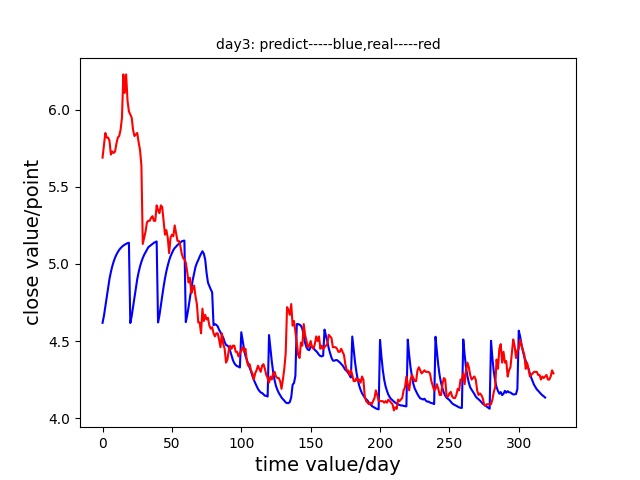 day3: predict-----blue,real-----red
close value/point
6.0
5.5
5.0
4.5
4.0
0 50 100 150 200 250 300
time value/day